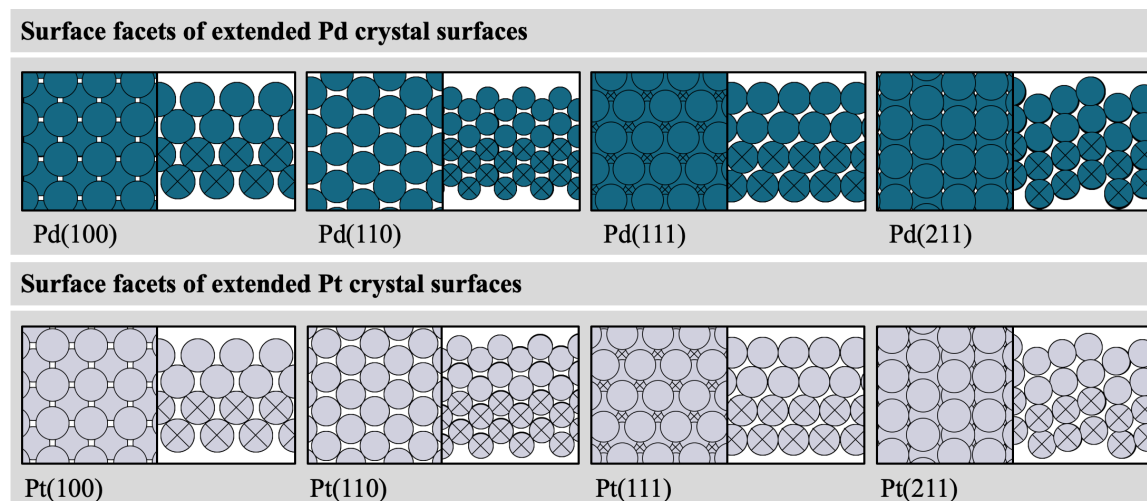 Surface facets of extended Pd crystal surfaces
Pd(100) Pd(110) Pd(111) Pd(211)
Surface facets of extended Pt crystal surfaces
Pt(100) Pt(110) Pt(111) Pt(211)